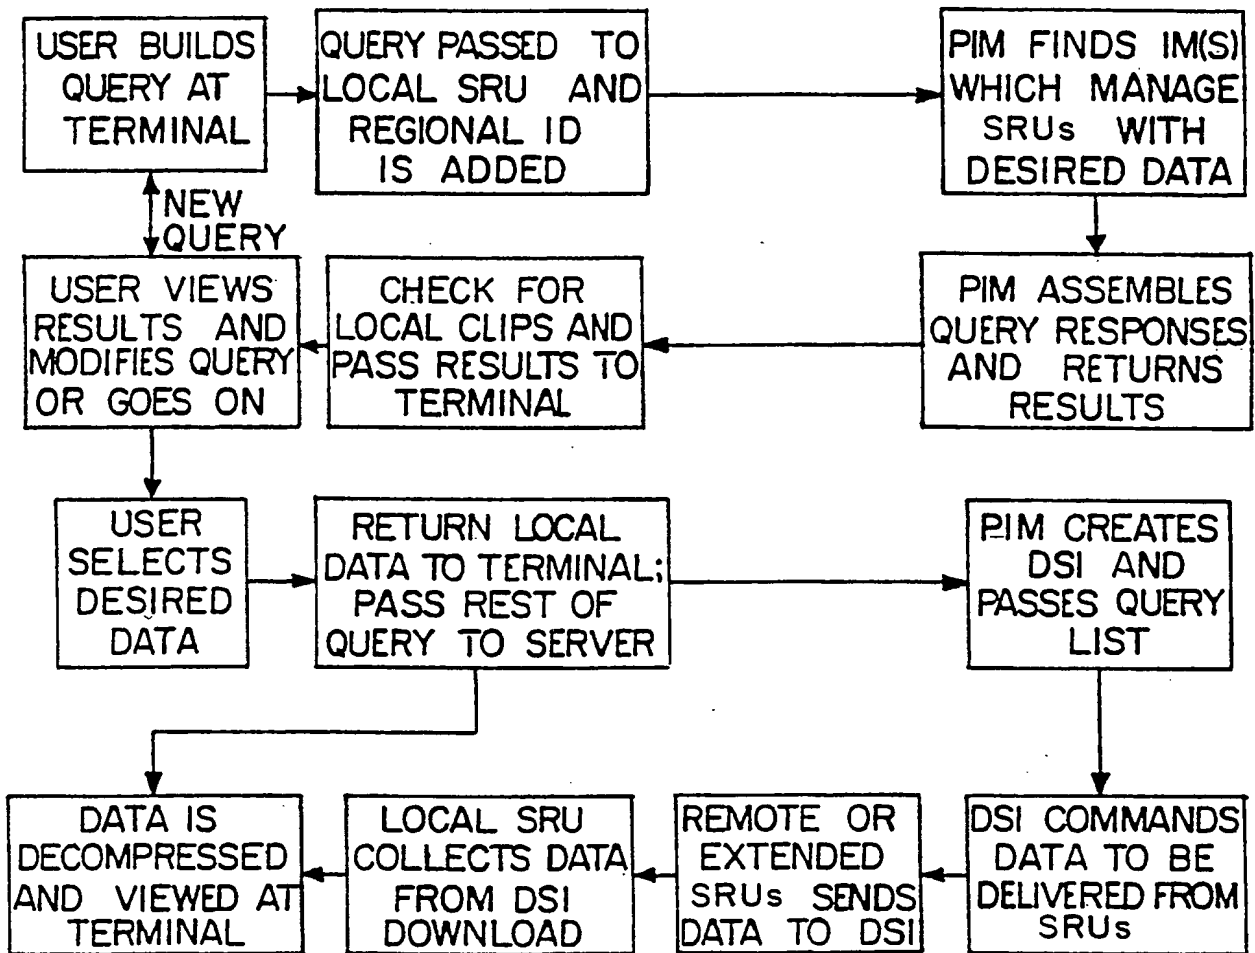 USER BUILDS
QUERY AT
TERMINAL
QUERY PASSED TO
LOCAL SRU AND
REGIONAL ID
IS ADDED
PIM FINDS IM(S)
WHICH MANAGE
SRUs WITH
DESIRED DATA
NEW
QUERY
USER VIEWS
RESULTS AND
MODIFIES QUERY
OR GOES ON
CHECK FOR
LOCAL CLIPS AND
PASS RESULTS TO
TERMINAL
PIM ASSEMBLES
QUERY RESPONSES
AND RETURNS
RESULTS
USER
SELECTS
DESIRED
DATA
RETURN LOCAL
DATA TO TERMINAL;
PASS REST OF
QUERY TO SERVER
PIM CREATES
DSI AND
PASSES QUERY
LIST
DATA IS
DECOMPRESSED
AND VIEWED AT
TERMINAL
LOCAL SRU
COLLECTS DATA
FROM DSI
DOWNLOAD
REMOTE OR
EXTENDED
SRUs SENDS
DATA TO DSI
DSI COMMANDS
DATA TO BE
DELIVERED FROM
SRUs